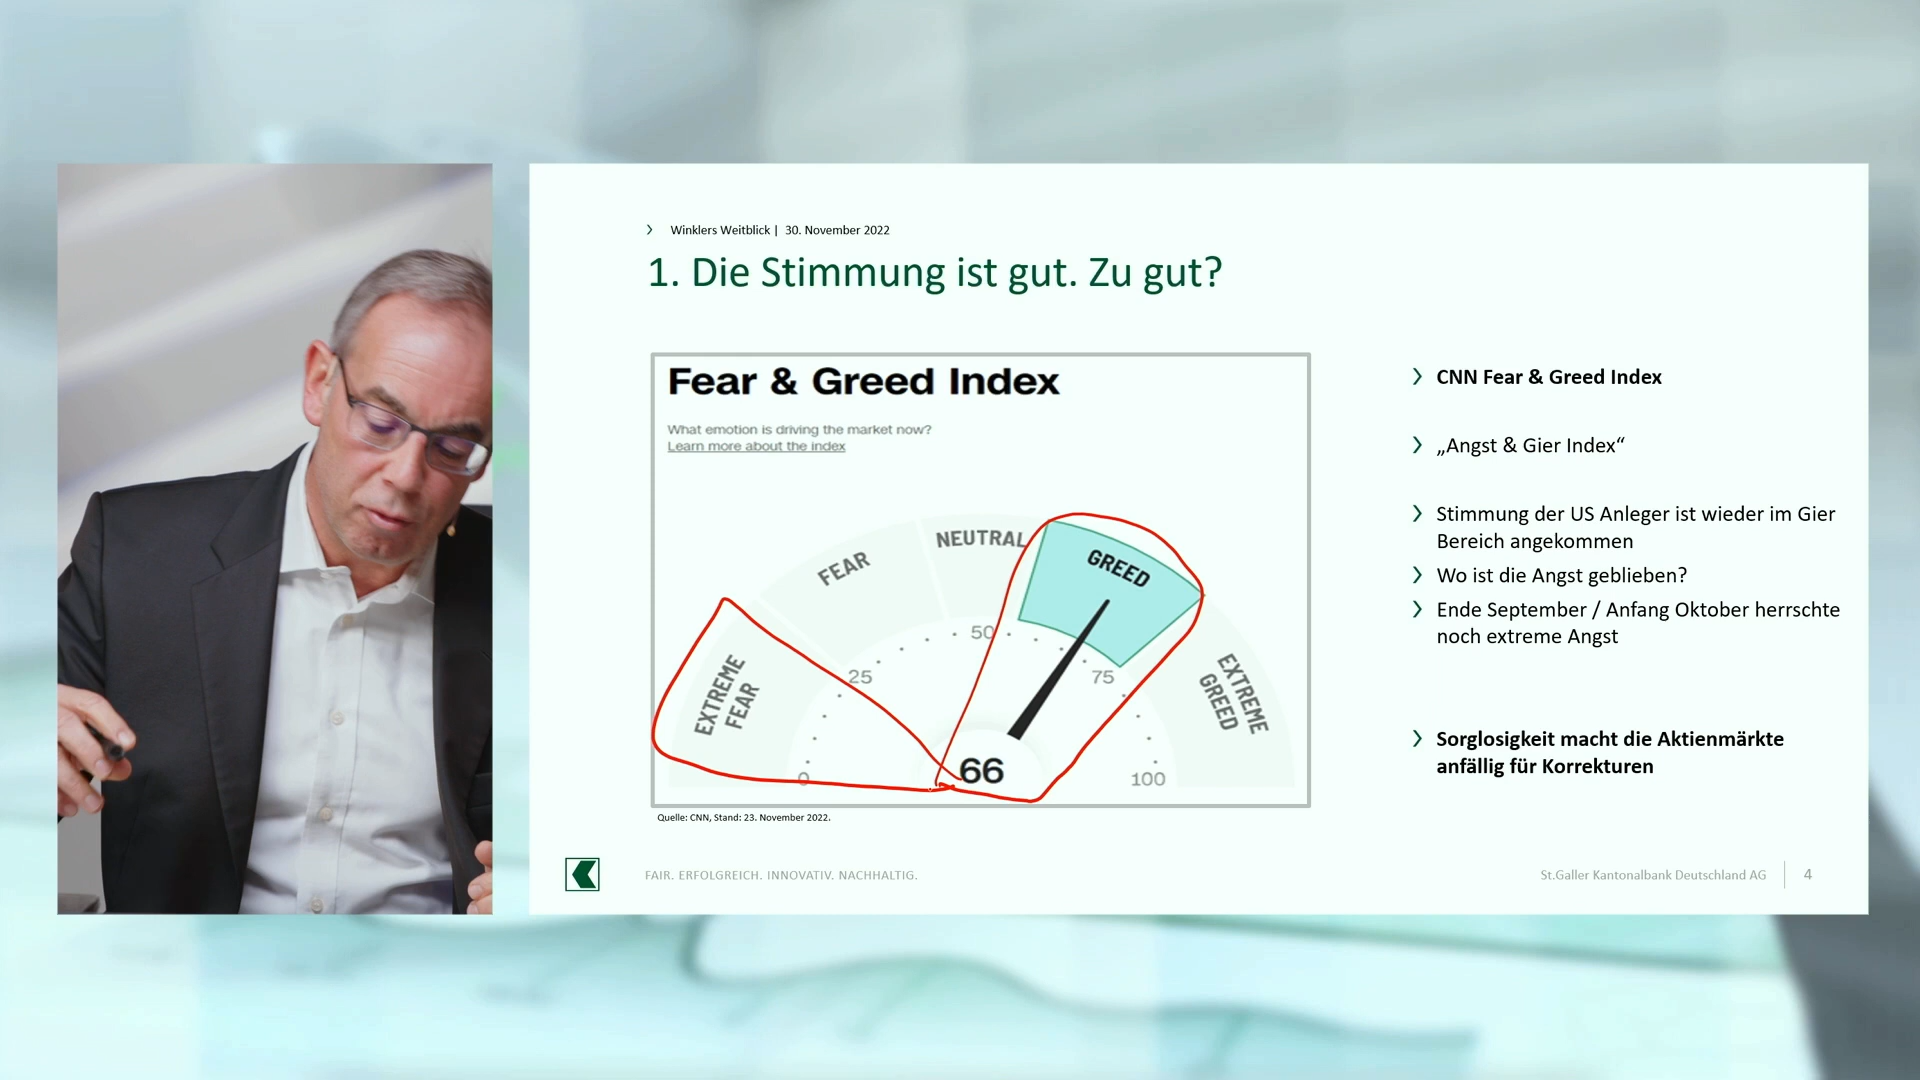 Winklers Weitblick | 30. November 2022
1. Die Stimmung ist gut. Zu gut?
Fear & Greed Index
What emotion is driving the market now?
Learn more about the index
EXTREME
FEAR
FEAR
NEUTRAL
GREED
EXTREME
GREED
0
25
50
75
100
66
Quelle: CNN, Stand: 23. November 2022.
CNN Fear & Greed Index
„Angst & Gier Index“
Stimmung der US Anleger ist wieder im Gier
Bereich angekommen
Wo ist die Angst geblieben?
Ende September / Anfang Oktober herrschte
noch extreme Angst
Sorglosigkeit macht die Aktienmärkte
anfällig für Korrekturen
FAIR. ERFOLGREICH. INNOVATIV. NACHHALTIG.
St.Galler Kantonalbank Deutschland AG
4